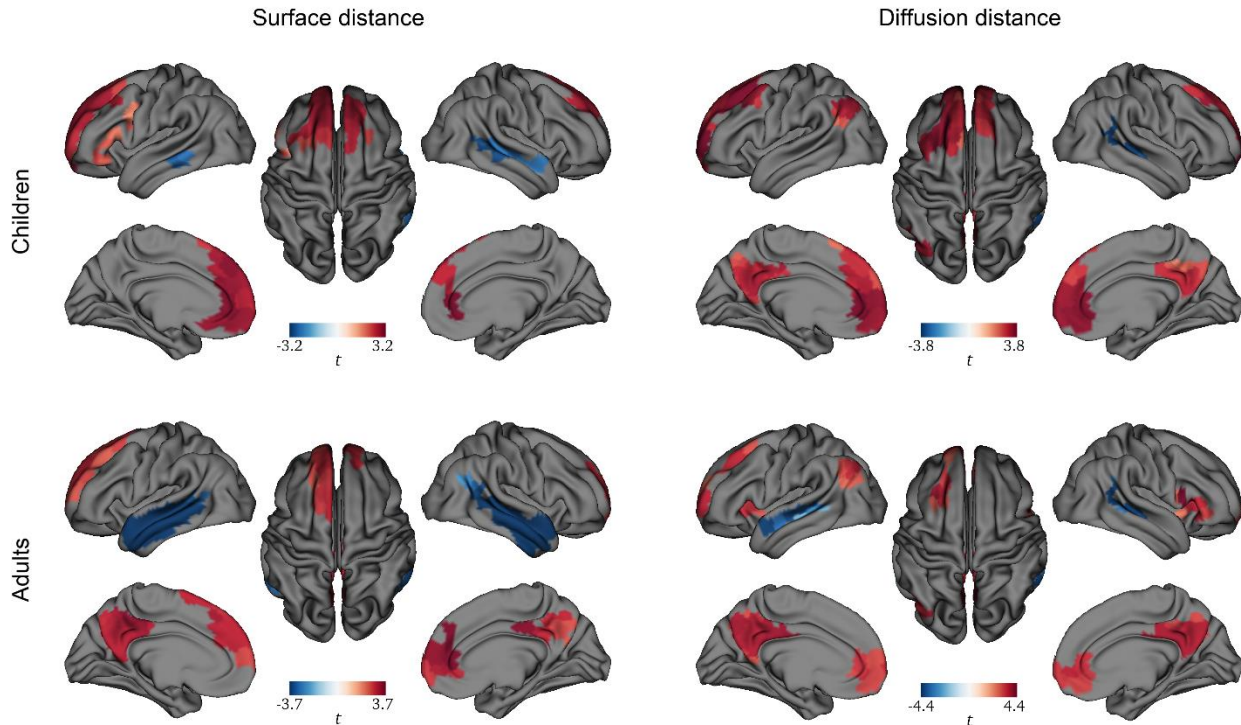 Surface distance
Diffusion distance
Children
-3.2 3.2
t
-3.8 3.8
t
Adults
-3.7 3.7
t
-4.4 4.4
t